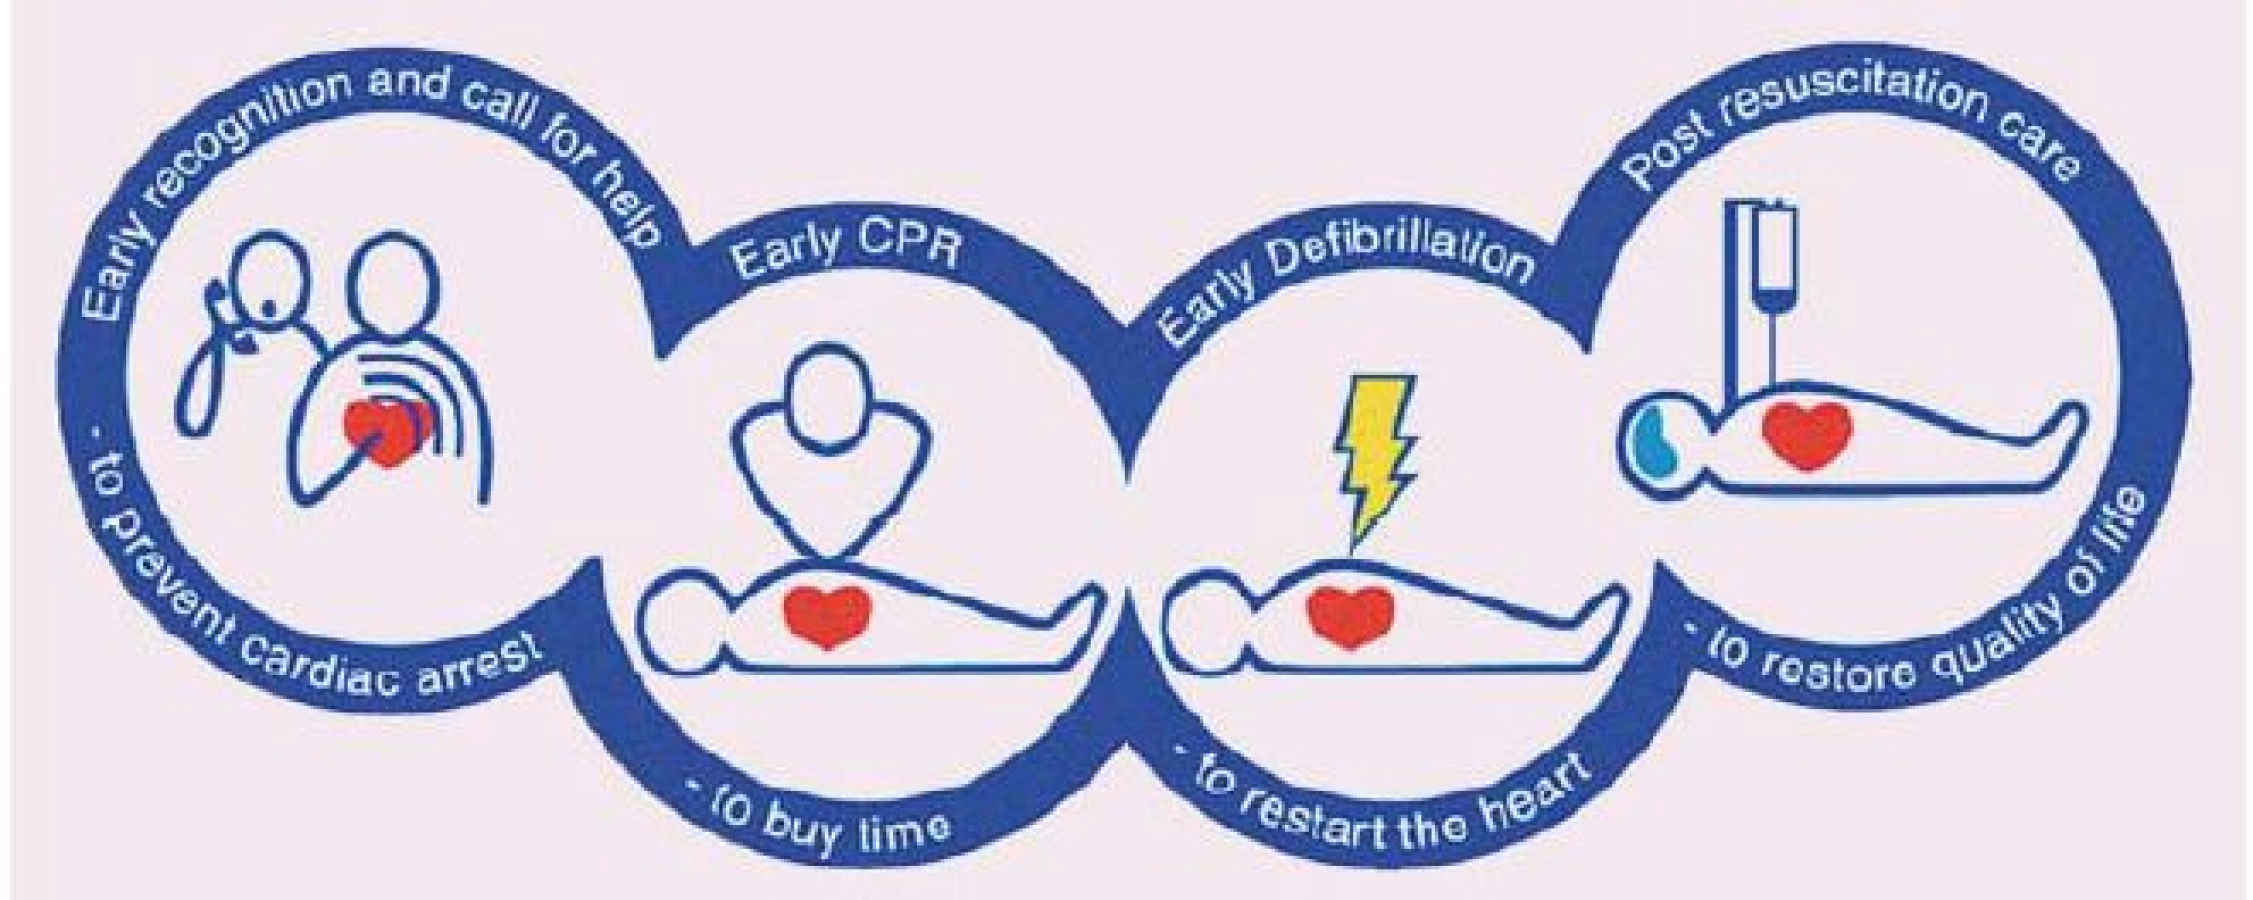 Early recognition and call for help
- to prevent cardiac arrest
Early CPR
- to buy time
Early Defibrillation
- to restart the heart
Post resuscitation care
- to restore quality of life